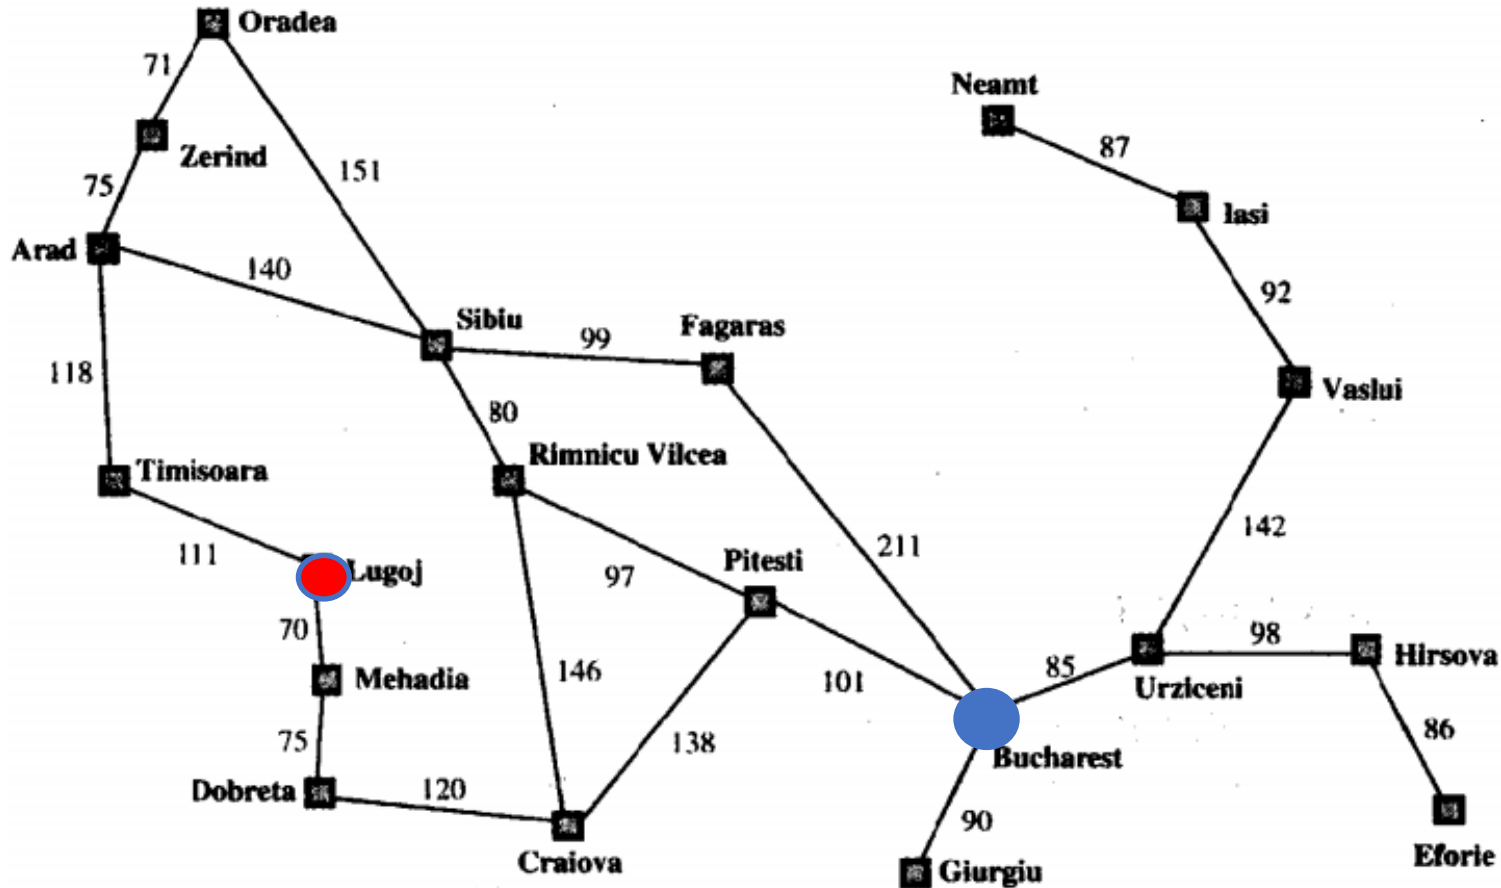 Oradea
71
Neamt
87
Zerind
151
75
Iasi
Arad
140
92
Sibiu
99
Fagaras
118
Vaslui
80
Timisoara
Rimnicu Vilcea
142
111
211
Lugoj
97
Pitesti
70
98
Hirsova
Mehadia
146
101
85
Urziceni
86
75
138
Bucharest
Dobreta
120
90
Craiova
Giurgiu
Eforie